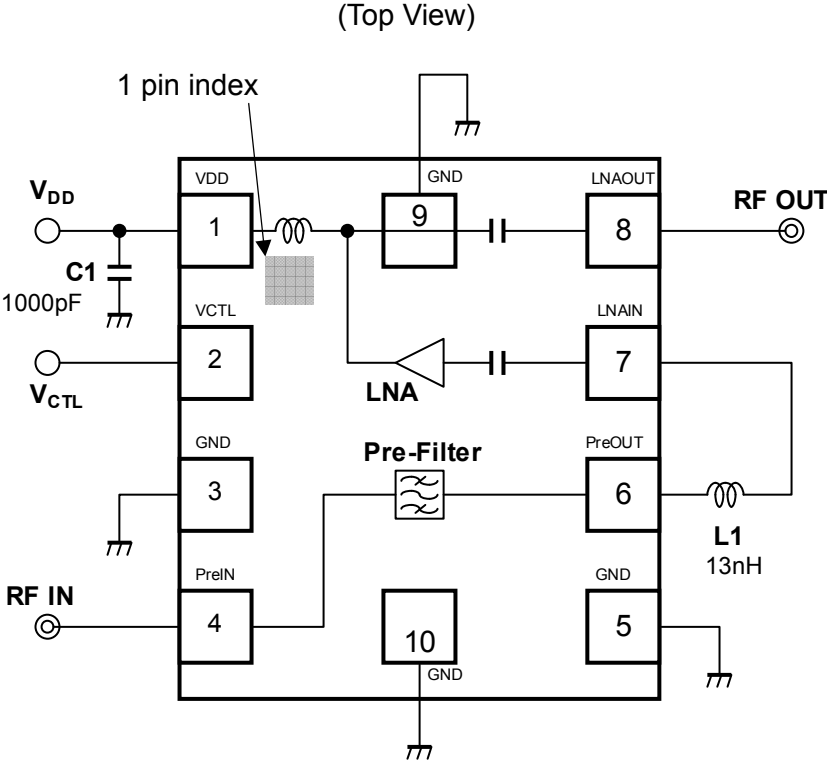 (Top View)
1 pin index
VDD
GND
LNAOUT
VDD
RF OUT
1
9
8
C1
1000pF
VCTL
LNAIN
2
7
VCTL
LNA
GND
Pre-Filter
PreOUT
3
6
L1
13nH
PreIN
GND
RF IN
4
10
5
GND